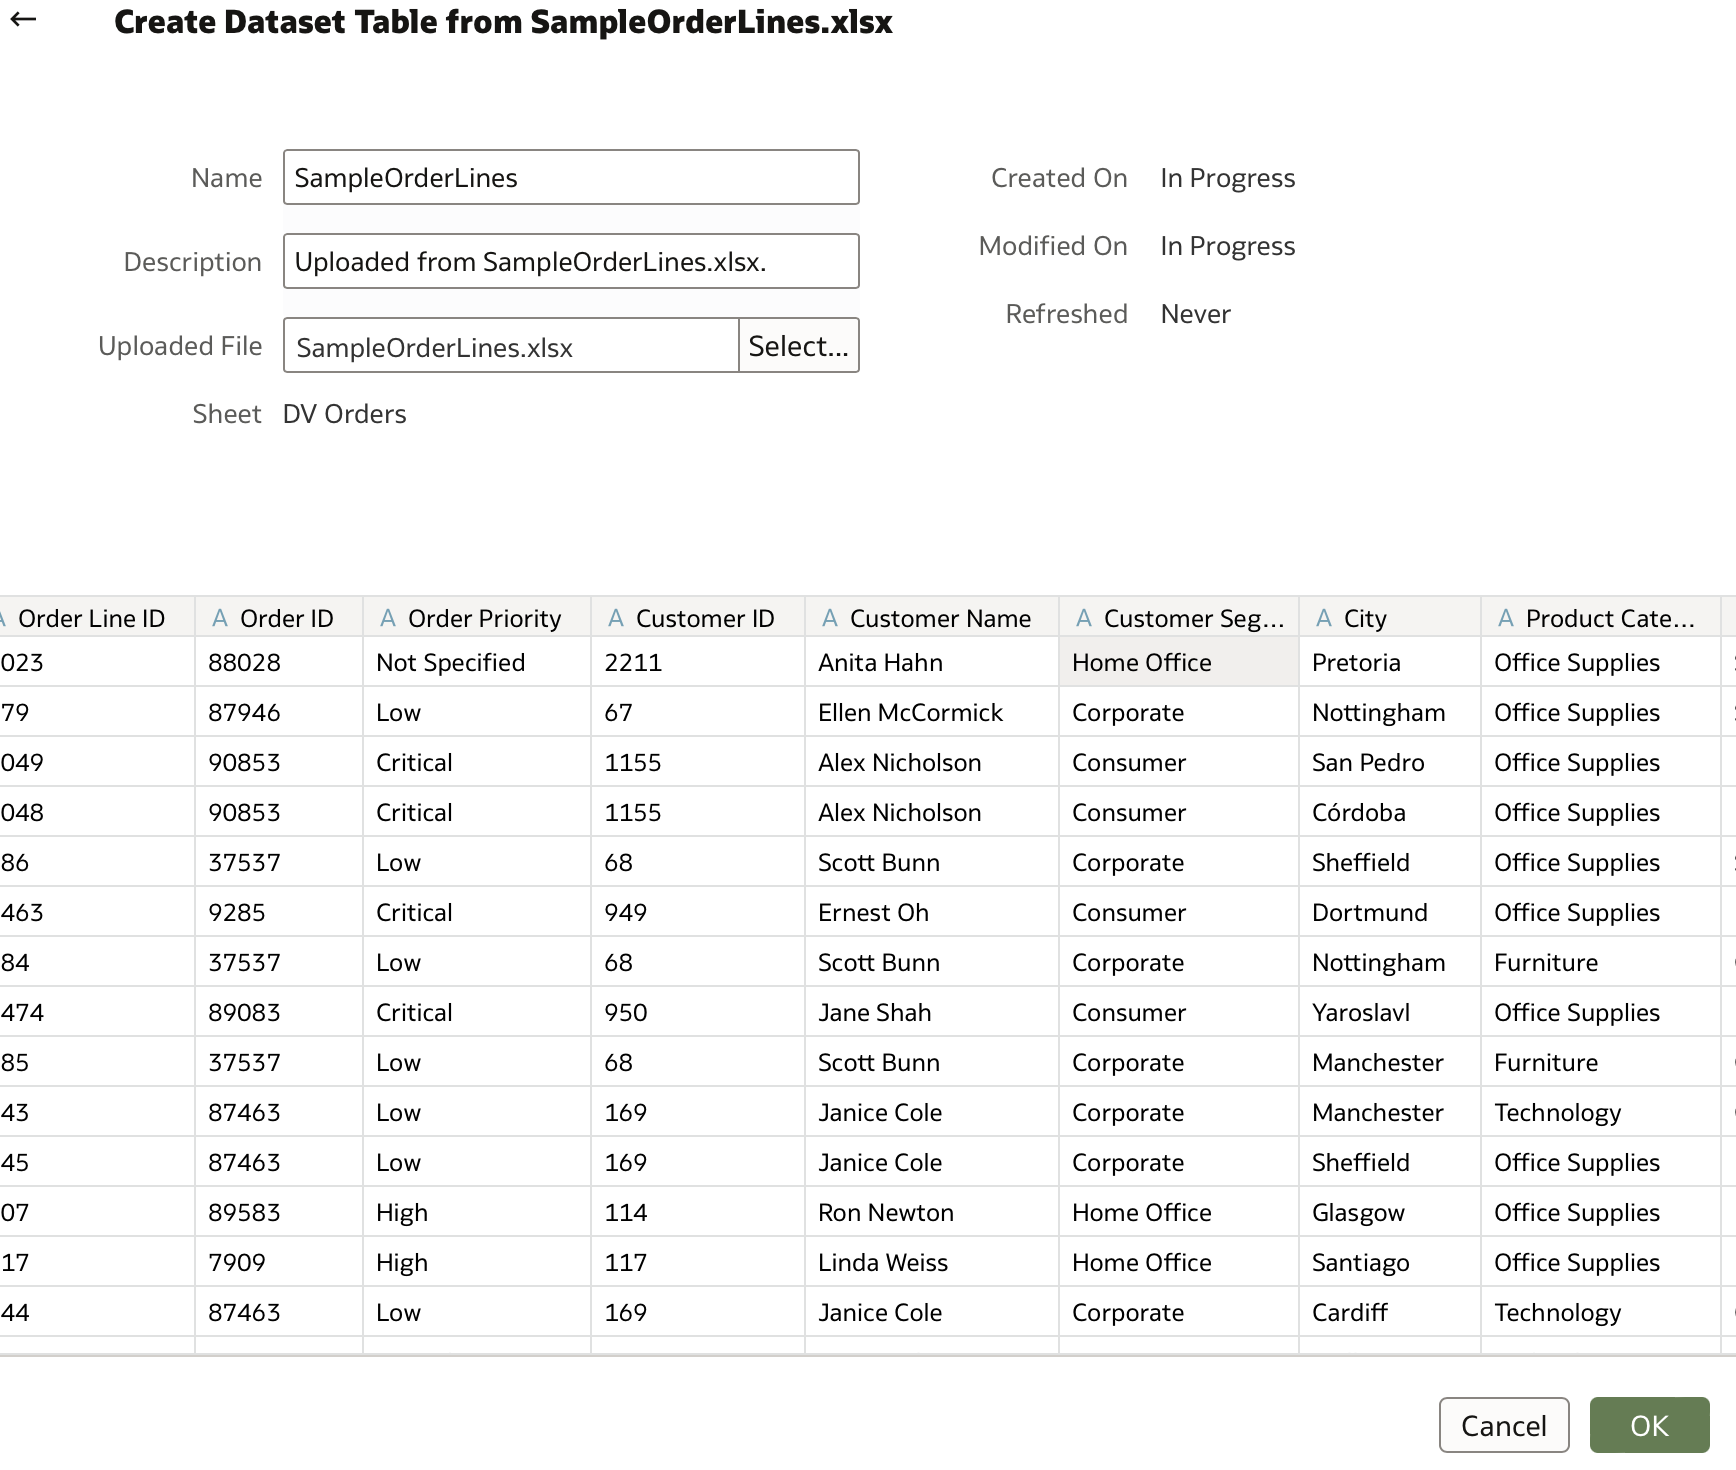 ← Create Dataset Table from SampleOrderLines.xlsx
Name SampleOrderLines Created On In Progress
Description Uploaded from SampleOrderLines.xlsx. Modified On In Progress
Uploaded File SampleOrderLines.xlsx Select... Refreshed Never
Sheet DV Orders
A Order Line ID A Order ID A Order Priority A Customer ID A Customer Name A Customer Seg... A City A Product Cate...
023 88028 Not Specified 2211 Anita Hahn Home Office Pretoria Office Supplies
79 87946 Low 67 Ellen McCormick Corporate Nottingham Office Supplies
049 90853 Critical 1155 Alex Nicholson Consumer San Pedro Office Supplies
048 90853 Critical 1155 Alex Nicholson Consumer Córdoba Office Supplies
86 37537 Low 68 Scott Bunn Corporate Sheffield Office Supplies
463 9285 Critical 949 Ernest Oh Consumer Dortmund Office Supplies
84 37537 Low 68 Scott Bunn Corporate Nottingham Furniture
474 89083 Critical 950 Jane Shah Consumer Yaroslavl Office Supplies
85 37537 Low 68 Scott Bunn Corporate Manchester Furniture
43 87463 Low 169 Janice Cole Corporate Manchester Technology
45 87463 Low 169 Janice Cole Corporate Sheffield Office Supplies
07 89583 High 114 Ron Newton Home Office Glasgow Office Supplies
17 7909 High 117 Linda Weiss Home Office Santiago Office Supplies
44 87463 Low 169 Janice Cole Corporate Cardiff Technology
Cancel OK